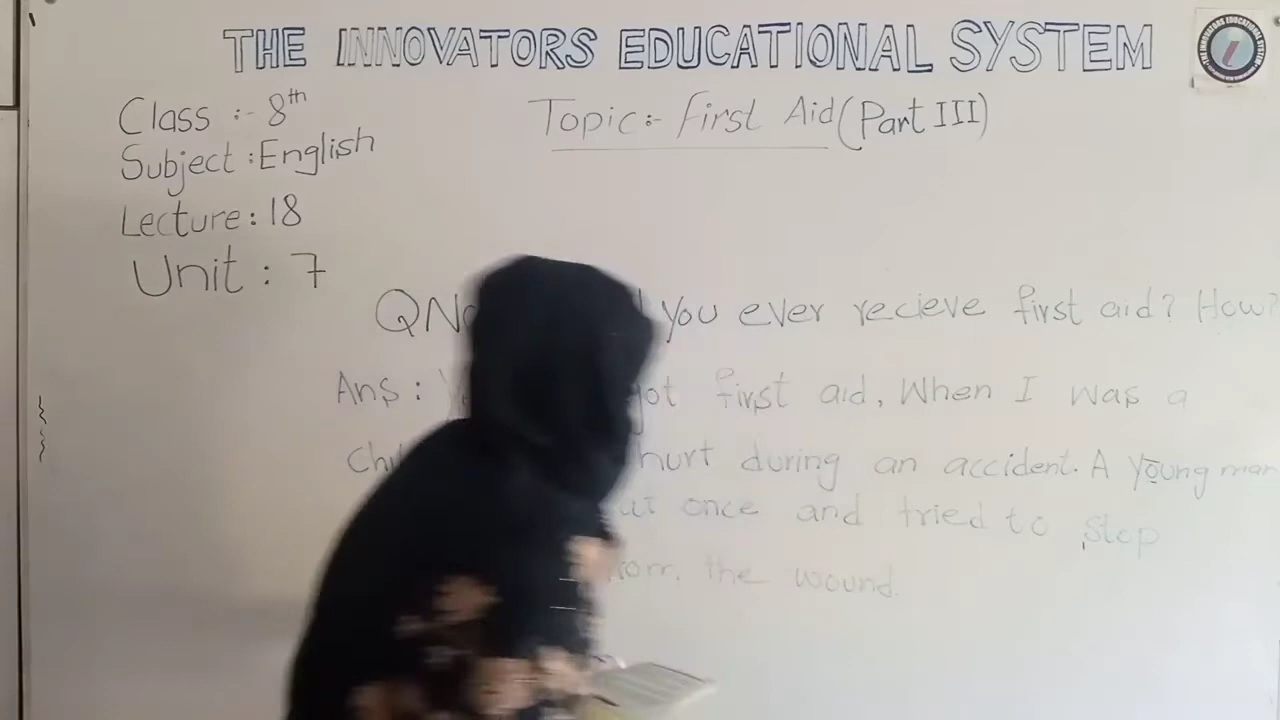 THE INNOVATORS EDUCATIONAL SYSTEM
Class :- 8th
Topic:- First Aid (Part III)
Subject : English
Lecture : 18
Unit : 7
QNo you ever recieve first aid? How?
Ans : got first aid, When I was a
hurt during an accident. A young man
once and tried to stop
the wound.